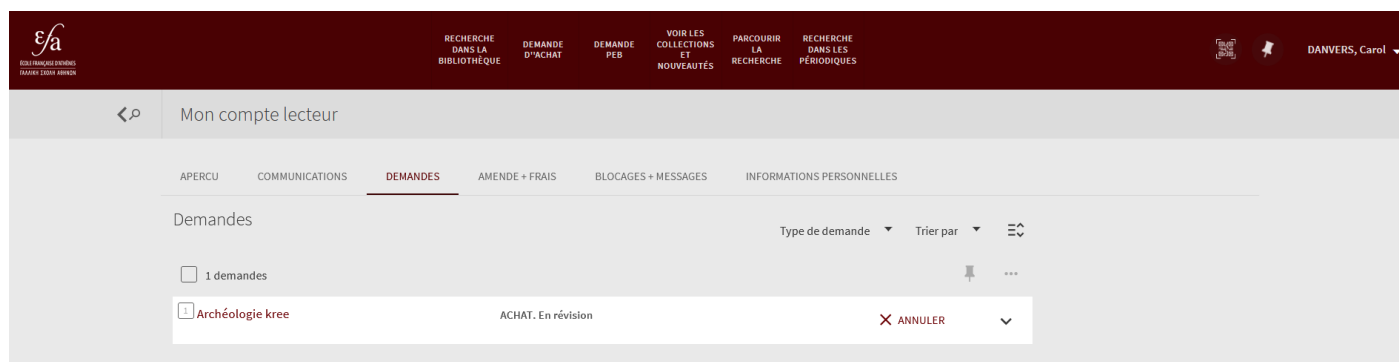 εfa
ÉCOLE FRANÇAISE D'ATHÈNES
ΓΑΛΛΙΚΗ ΣΧΟΛΗ ΑΘΗΝΩΝ
RECHERCHE
DANS LA
BIBLIOTHÈQUE
DEMANDE
D''ACHAT
DEMANDE
PEB
VOIR LES
COLLECTIONS
ET
NOUVEAUTÉS
PARCOURIR
LA
RECHERCHE
RECHERCHE
DANS LES
PÉRIODIQUES
DANVERS, Carol
Mon compte lecteur
APERCU COMMUNICATIONS DEMANDES AMENDE + FRAIS BLOCAGES + MESSAGES INFORMATIONS PERSONNELLES
Demandes
Type de demande Trier par
1 demandes
1 Archéologie kree ACHAT. En révision ANNULER